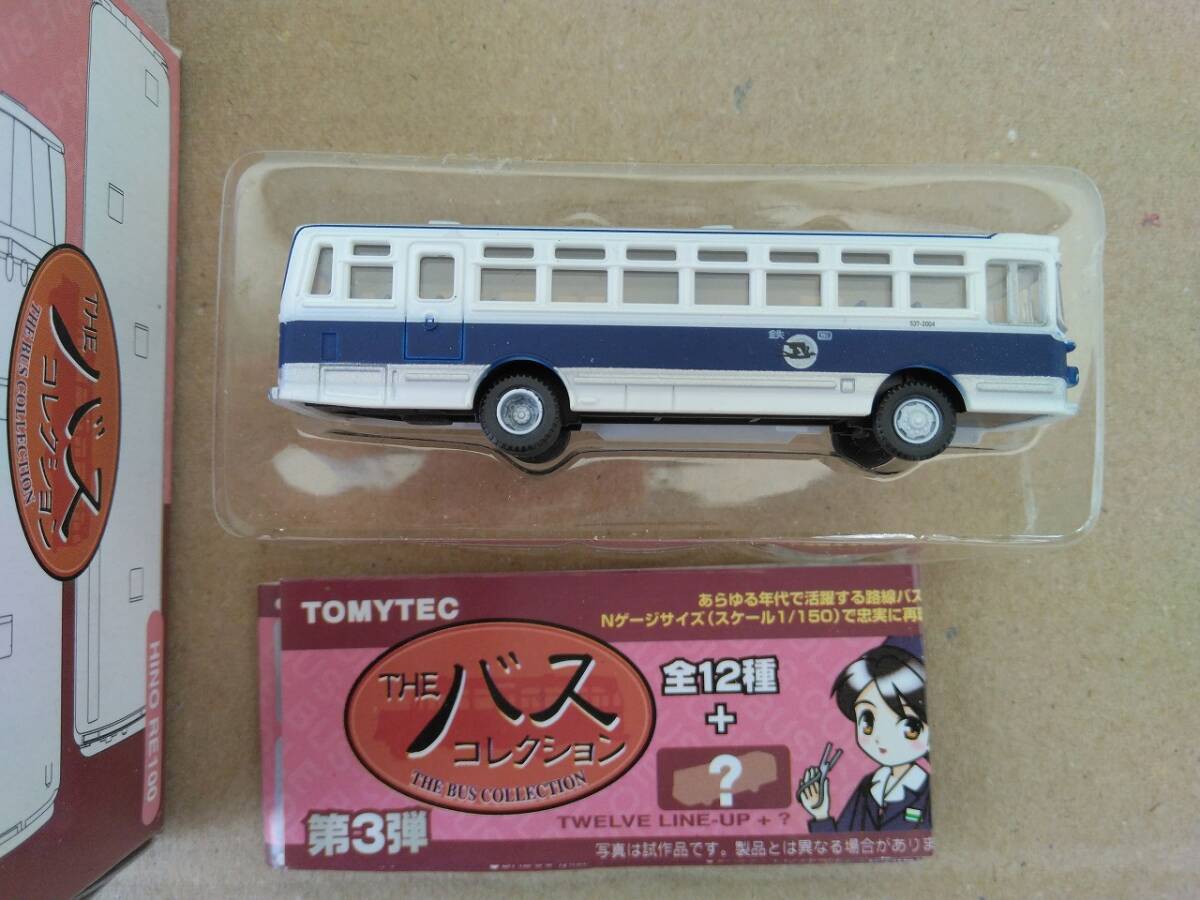 THE
バス
コレクション
THE BUS COLLECTION
HINO RE100
鉄
537-2004
TOMYTEC
あらゆる年代で活躍する路線バス
Nゲージサイズ(スケール1/150)で忠実に再現
THE
バス
コレクション
THE BUS COLLECTION
全12種
+
?
TWELVE LINE-UP + ?
第3弾
写真は試作品です。製品とは異なる場合がありま